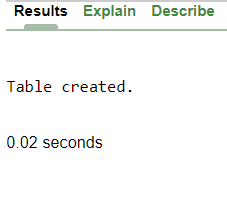 Results Explain Describe
Table created.
0.02 seconds